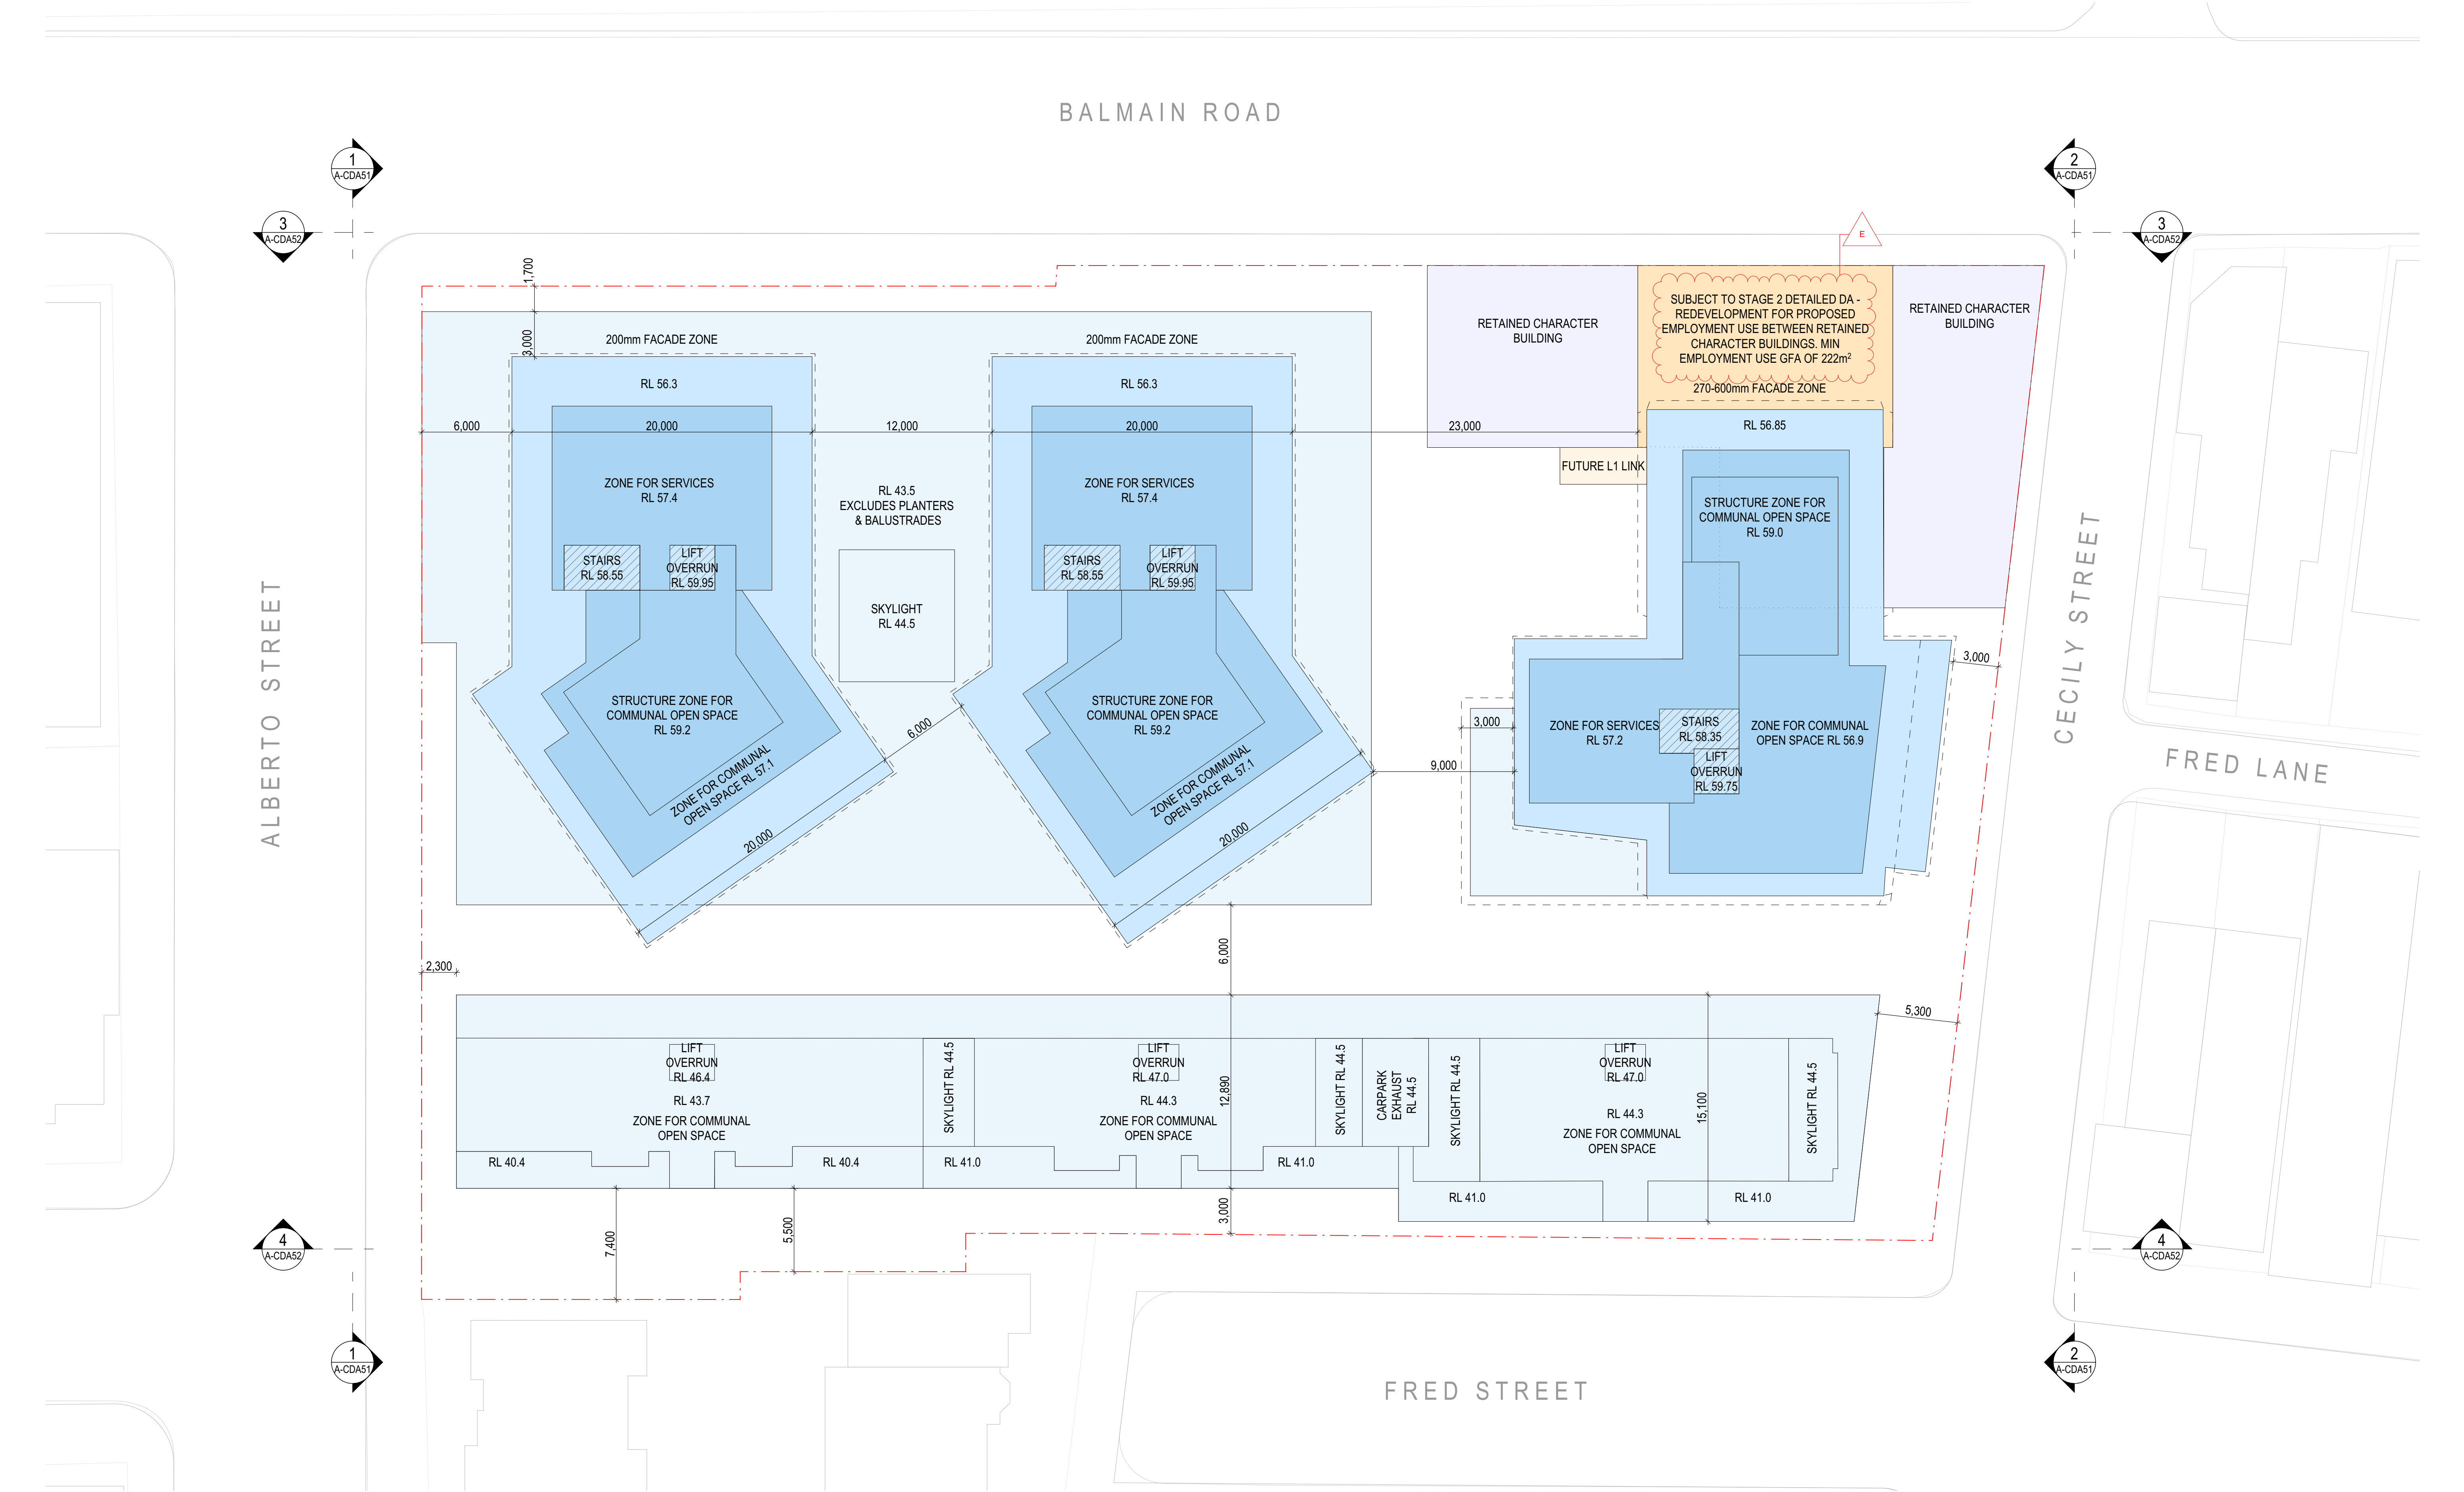 BALMAIN ROAD
1
A-CDA51
2
A-CDA51
3
A-CDA52
3
A-CDA52
E
1,700
3,000
200mm FACADE ZONE
200mm FACADE ZONE
RETAINED CHARACTER
BUILDING
SUBJECT TO STAGE 2 DETAILED DA -
REDEVELOPMENT FOR PROPOSED
EMPLOYMENT USE BETWEEN RETAINED
CHARACTER BUILDINGS. MIN
EMPLOYMENT USE GFA OF 222m²
270-600mm FACADE ZONE
RETAINED CHARACTER
BUILDING
RL 56.3
RL 56.3
RL 56.85
6,000
20,000
12,000
20,000
23,000
FUTURE L1 LINK
ZONE FOR SERVICES
RL 57.4
RL 43.5
EXCLUDES PLANTERS
& BALUSTRADES
ZONE FOR SERVICES
RL 57.4
STRUCTURE ZONE FOR
COMMUNAL OPEN SPACE
RL 59.0
STAIRS
RL 58.55
LIFT
OVERRUN
RL 59.95
SKYLIGHT
RL 44.5
STAIRS
RL 58.55
LIFT
OVERRUN
RL 59.95
ALBERTO STREET
CECILY STREET
FRED LANE
3,000
STRUCTURE ZONE FOR
COMMUNAL OPEN SPACE
RL 59.2
6,000
STRUCTURE ZONE FOR
COMMUNAL OPEN SPACE
RL 59.2
3,000
ZONE FOR SERVICES
RL 57.2
STAIRS
RL 58.35
LIFT
OVERRUN
RL 59.75
ZONE FOR COMMUNAL
OPEN SPACE RL 56.9
ZONE FOR COMMUNAL
OPEN SPACE RL 57.1
20,000
ZONE FOR COMMUNAL
OPEN SPACE RL 57.1
20,000
9,000
6,000
2,300
5,300
LIFT
OVERRUN
RL 46.4
RL 43.7
ZONE FOR COMMUNAL
OPEN SPACE
SKYLIGHT RL 44.5
LIFT
OVERRUN
RL 47.0
RL 44.3
ZONE FOR COMMUNAL
OPEN SPACE
12,890
SKYLIGHT RL 44.5
CARPARK
EXHAUST
RL 44.5
SKYLIGHT RL 44.5
LIFT
OVERRUN
RL 47.0
RL 44.3
ZONE FOR COMMUNAL
OPEN SPACE
15,100
SKYLIGHT RL 44.5
RL 40.4
RL 40.4
RL 41.0
RL 41.0
RL 41.0
RL 41.0
7,400
5,500
3,000
4
A-CDA52
4
A-CDA52
1
A-CDA51
2
A-CDA51
FRED STREET